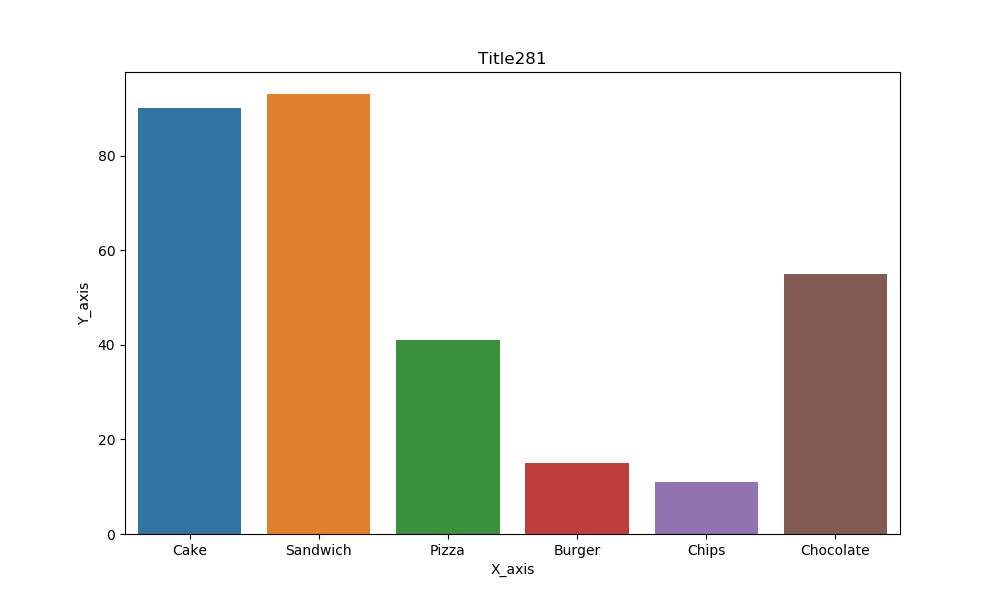 Title281
Y_axis
80
60
40
20
0
Cake Sandwich Pizza Burger Chips Chocolate
X_axis